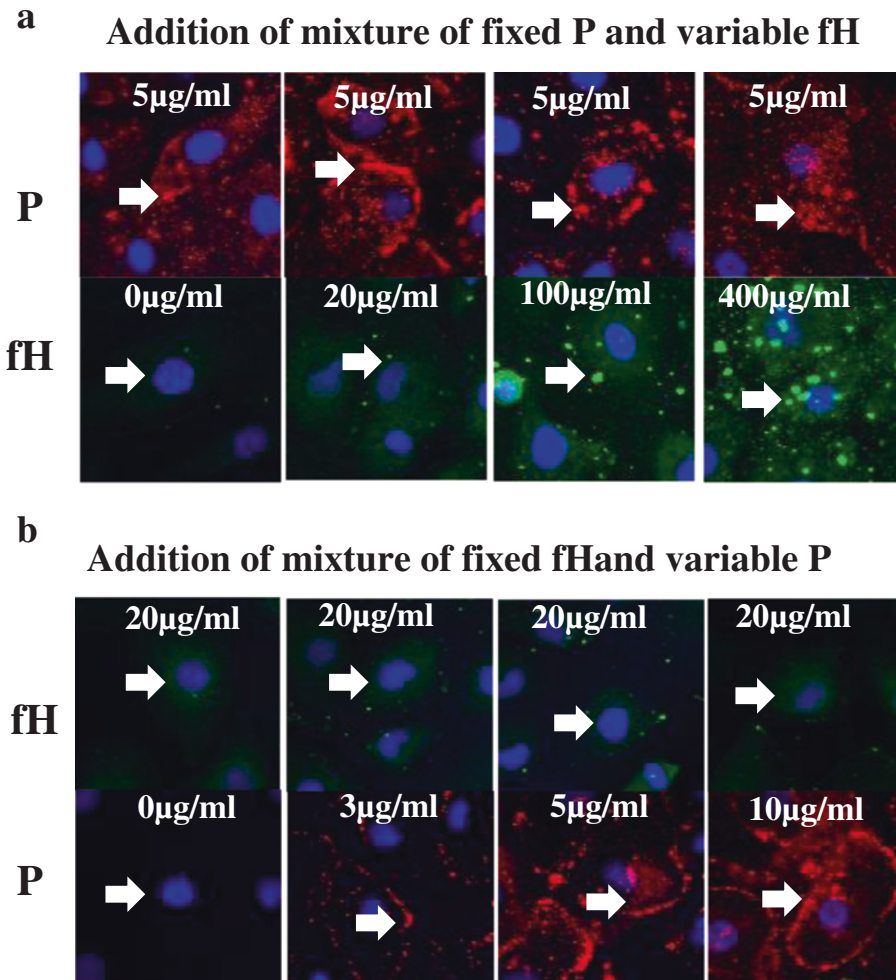 a
Addition of mixture of fixed P and variable fH
5µg/ml 5µg/ml 5µg/ml 5µg/ml
P
0µg/ml 20µg/ml 100µg/ml 400µg/ml
fH
b
Addition of mixture of fixed fHand variable P
20µg/ml 20µg/ml 20µg/ml 20µg/ml
fH
0µg/ml 3µg/ml 5µg/ml 10µg/ml
P